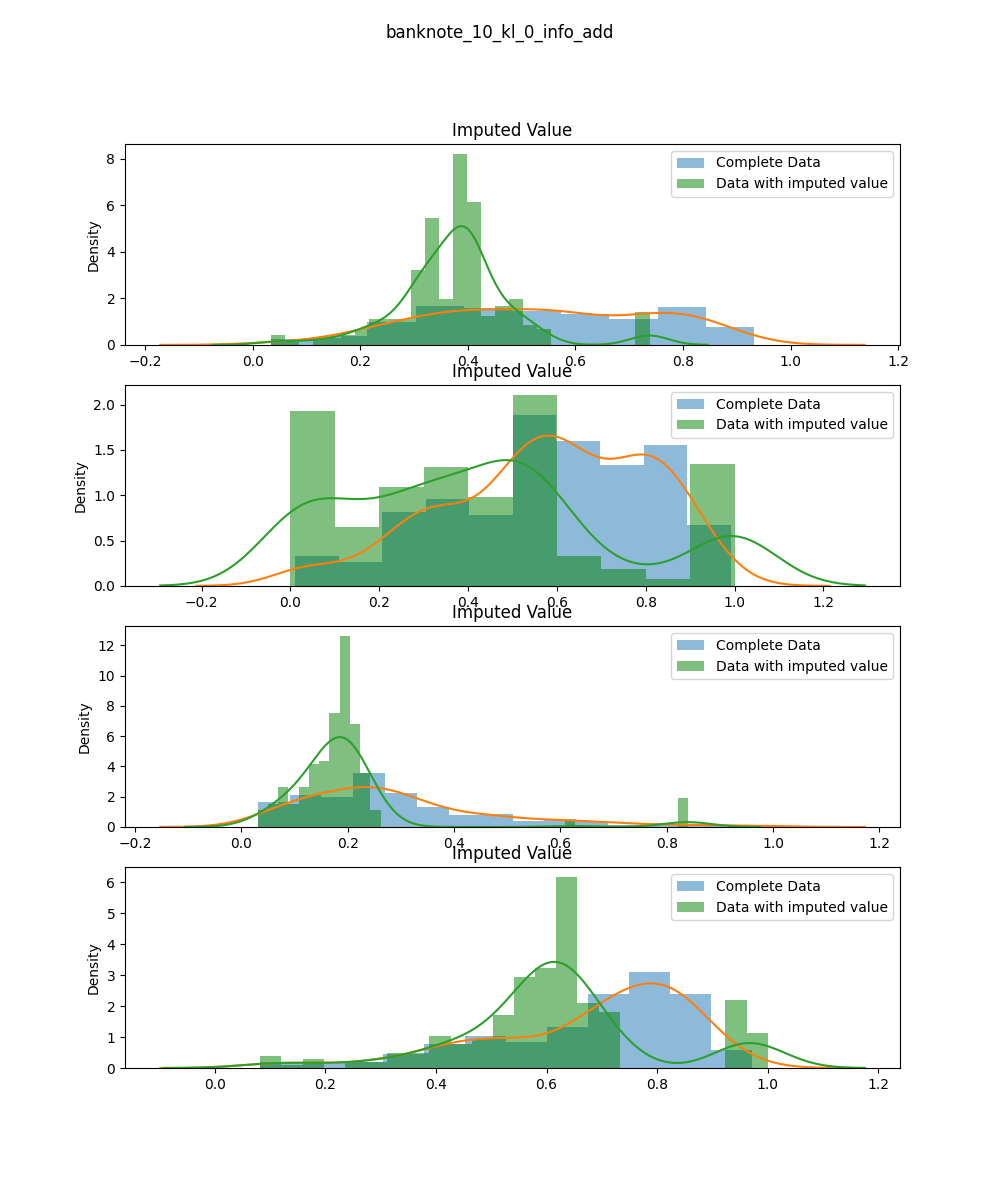 banknote_10_kl_0_info_add
Imputed Value
Complete Data
Data with imputed value
Density
8
6
4
2
0
−0.2 0.0 0.2 0.4 0.6 0.8 1.0 1.2
Imputed Value
Complete Data
Data with imputed value
Density
2.0
1.5
1.0
0.5
0.0
−0.2 0.0 0.2 0.4 0.6 0.8 1.0 1.2
Imputed Value
Complete Data
Data with imputed value
Density
12
10
8
6
4
2
0
−0.2 0.0 0.2 0.4 0.6 0.8 1.0 1.2
Imputed Value
Complete Data
Data with imputed value
Density
6
5
4
3
2
1
0
0.0 0.2 0.4 0.6 0.8 1.0 1.2